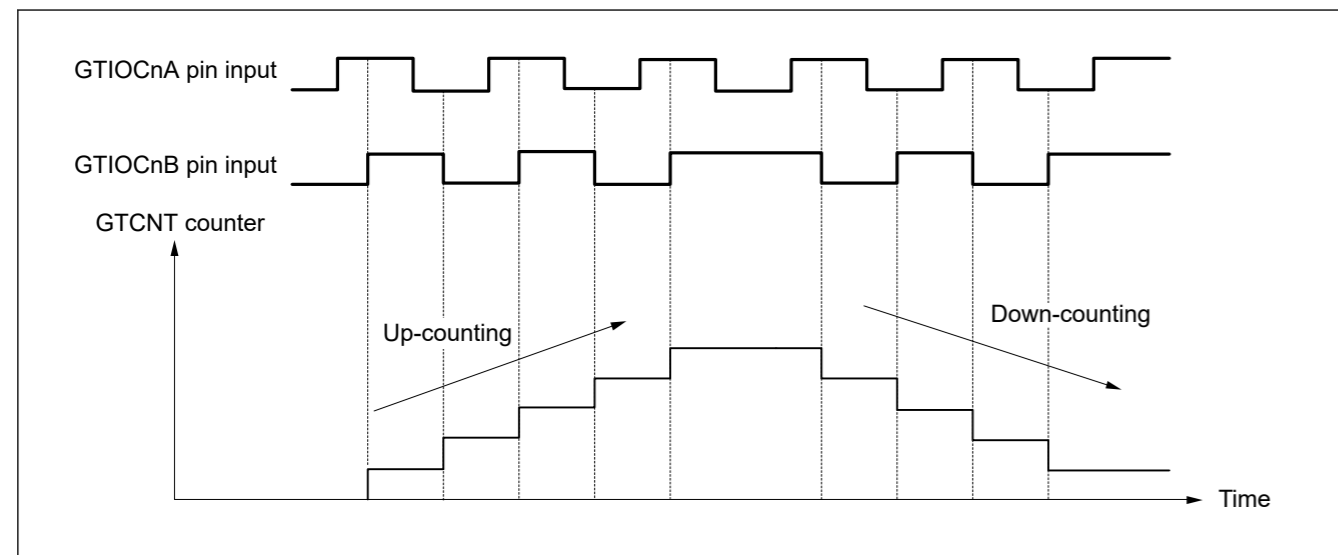 GTIOCnA pin input
GTIOCnB pin input
GTCNT counter
Up-counting
Down-counting
Time